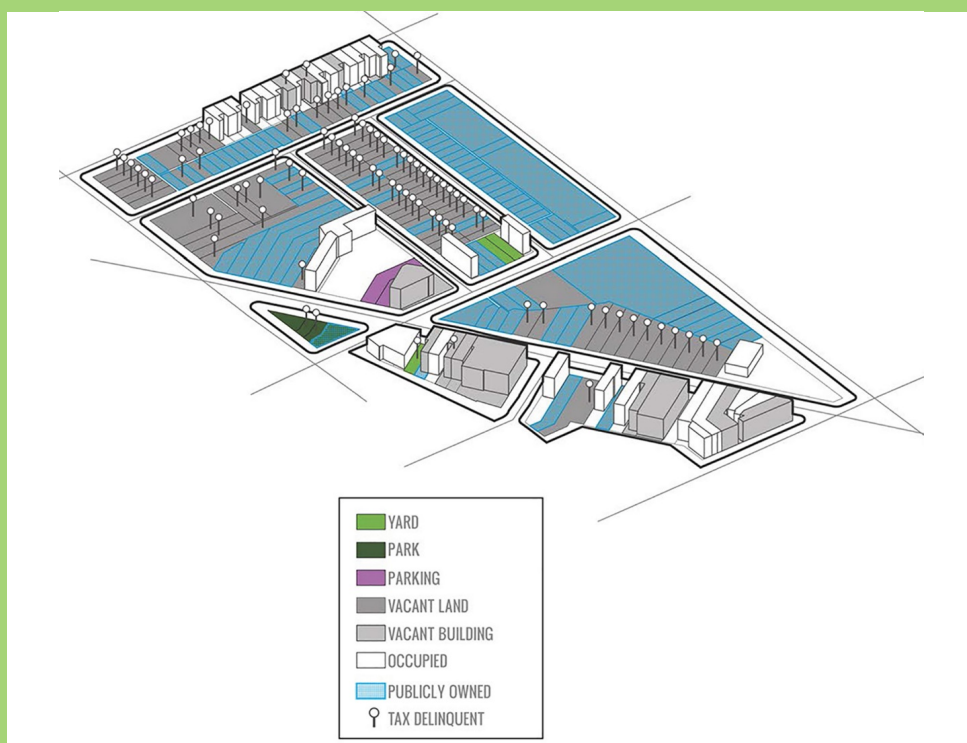 YARD
PARK
PARKING
VACANT LAND
VACANT BUILDING
OCCUPIED
PUBLICLY OWNED
TAX DELINQUENT